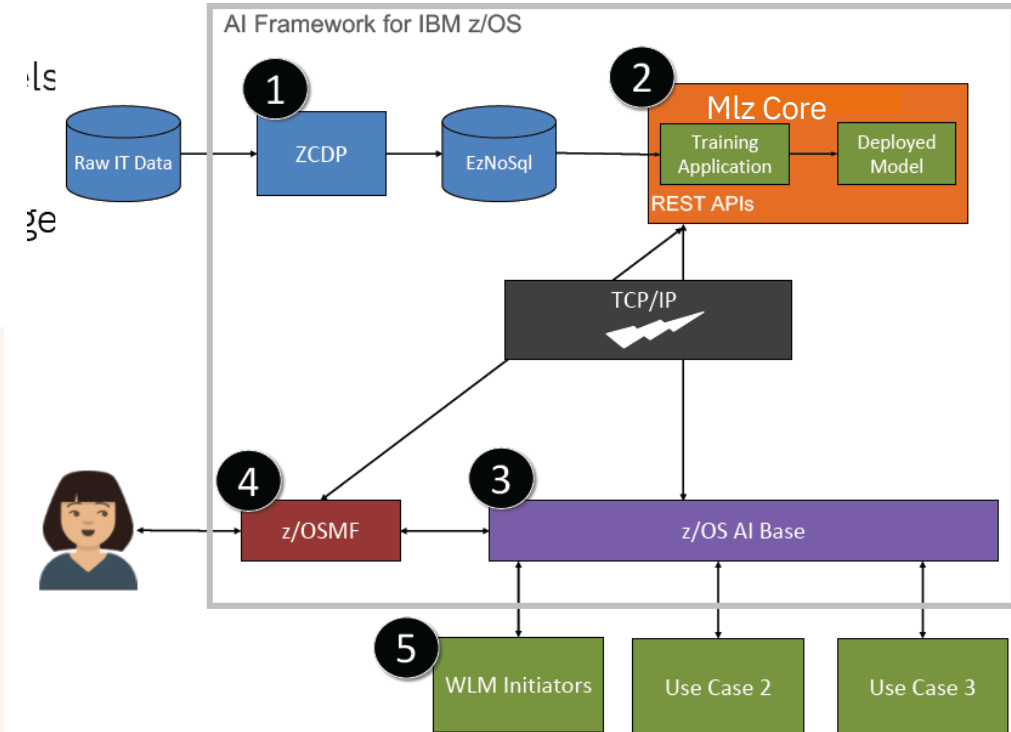 AI Framework for IBM z/OS
1
2
Mlz Core
Raw IT Data
ZCDP
EzNoSql
Training
Application
Deployed
Model
REST APIs
TCP/IP
4
3
z/OSMF
z/OS AI Base
5
WLM Initiators
Use Case 2
Use Case 3